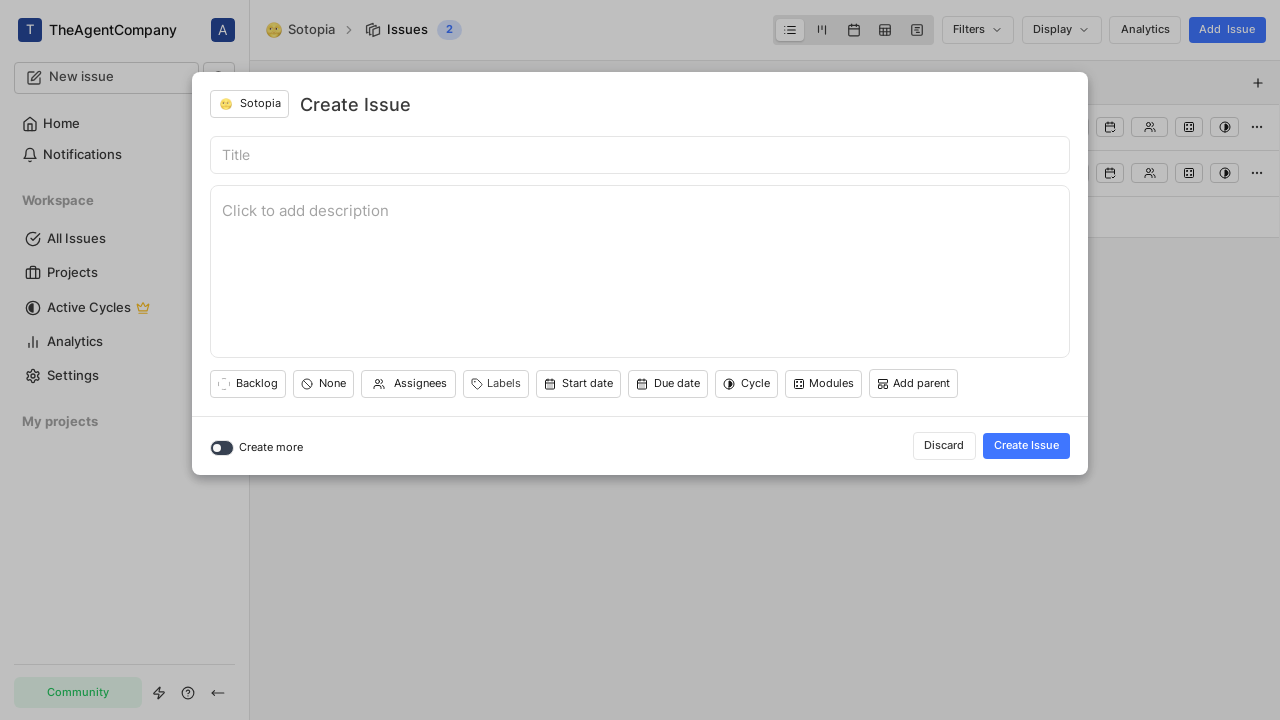 T TheAgentCompany A
Sotopia
Issues 2
Filters
Display
Analytics
Add Issue
New issue
Home
Notifications
Workspace
All Issues
Projects
Active Cycles
Analytics
Settings
My projects
Community
Sotopia Create Issue
Title
Click to add description
Backlog None Assignees Labels Start date Due date Cycle Modules Add parent
Create more
Discard Create Issue